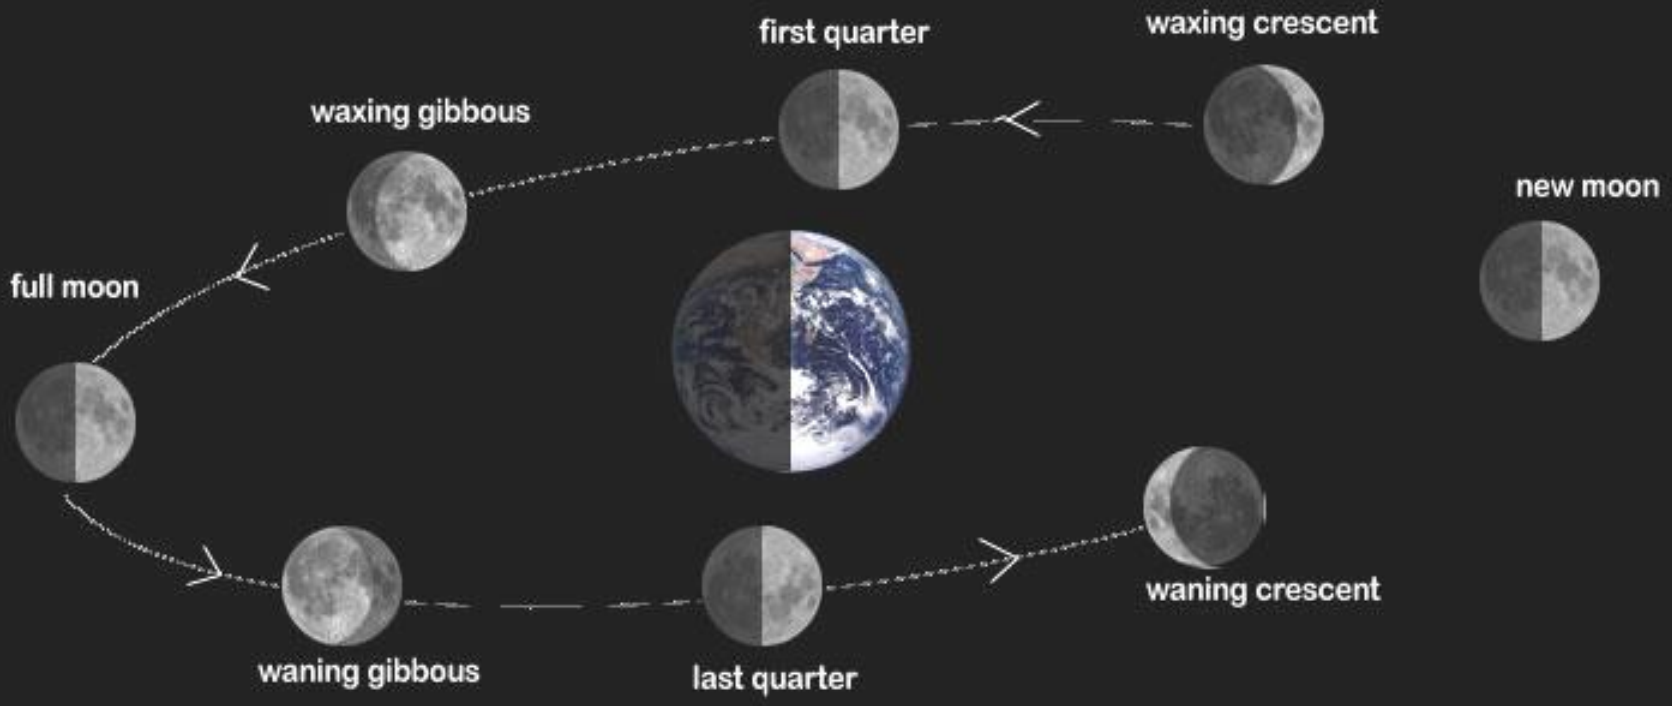 first quarter
waxing crescent
waxing gibbous
new moon
full moon
waning crescent
waning gibbous
last quarter